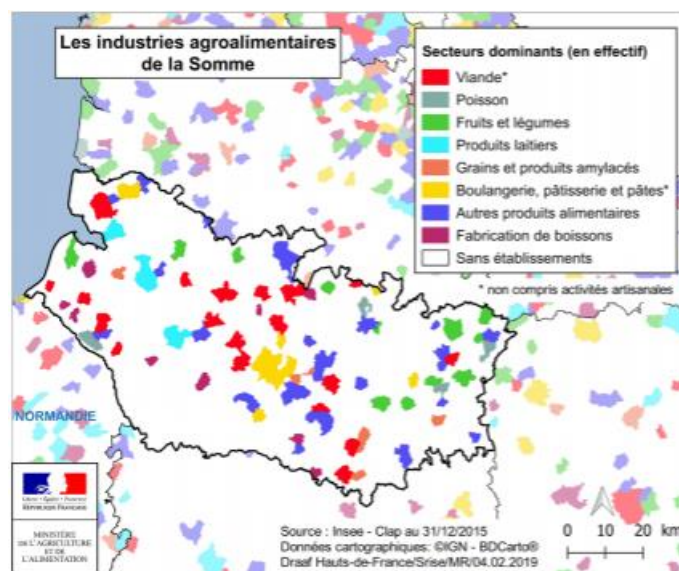 Les industries agroalimentaires
de la Somme
Secteurs dominants (en effectif)
Viande*
Poisson
Fruits et légumes
Produits laitiers
Grains et produits amylacés
Boulangerie, pâtisserie et pâtes*
Autres produits alimentaires
Fabrication de boissons
Sans établissements
* non compris activités artisanales
NORMANDIE
Liberté • Égalité • Fraternité
RÉPUBLIQUE FRANÇAISE
MINISTÈRE
DE L'AGRICULTURE
ET DE
L'ALIMENTATION
Source : Insee - Clap au 31/12/2015
Données cartographiques: ©IGN - BDCarto®
Draaf Hauts-de-France/Srise/MR/04.02.2019
0 10 20 km